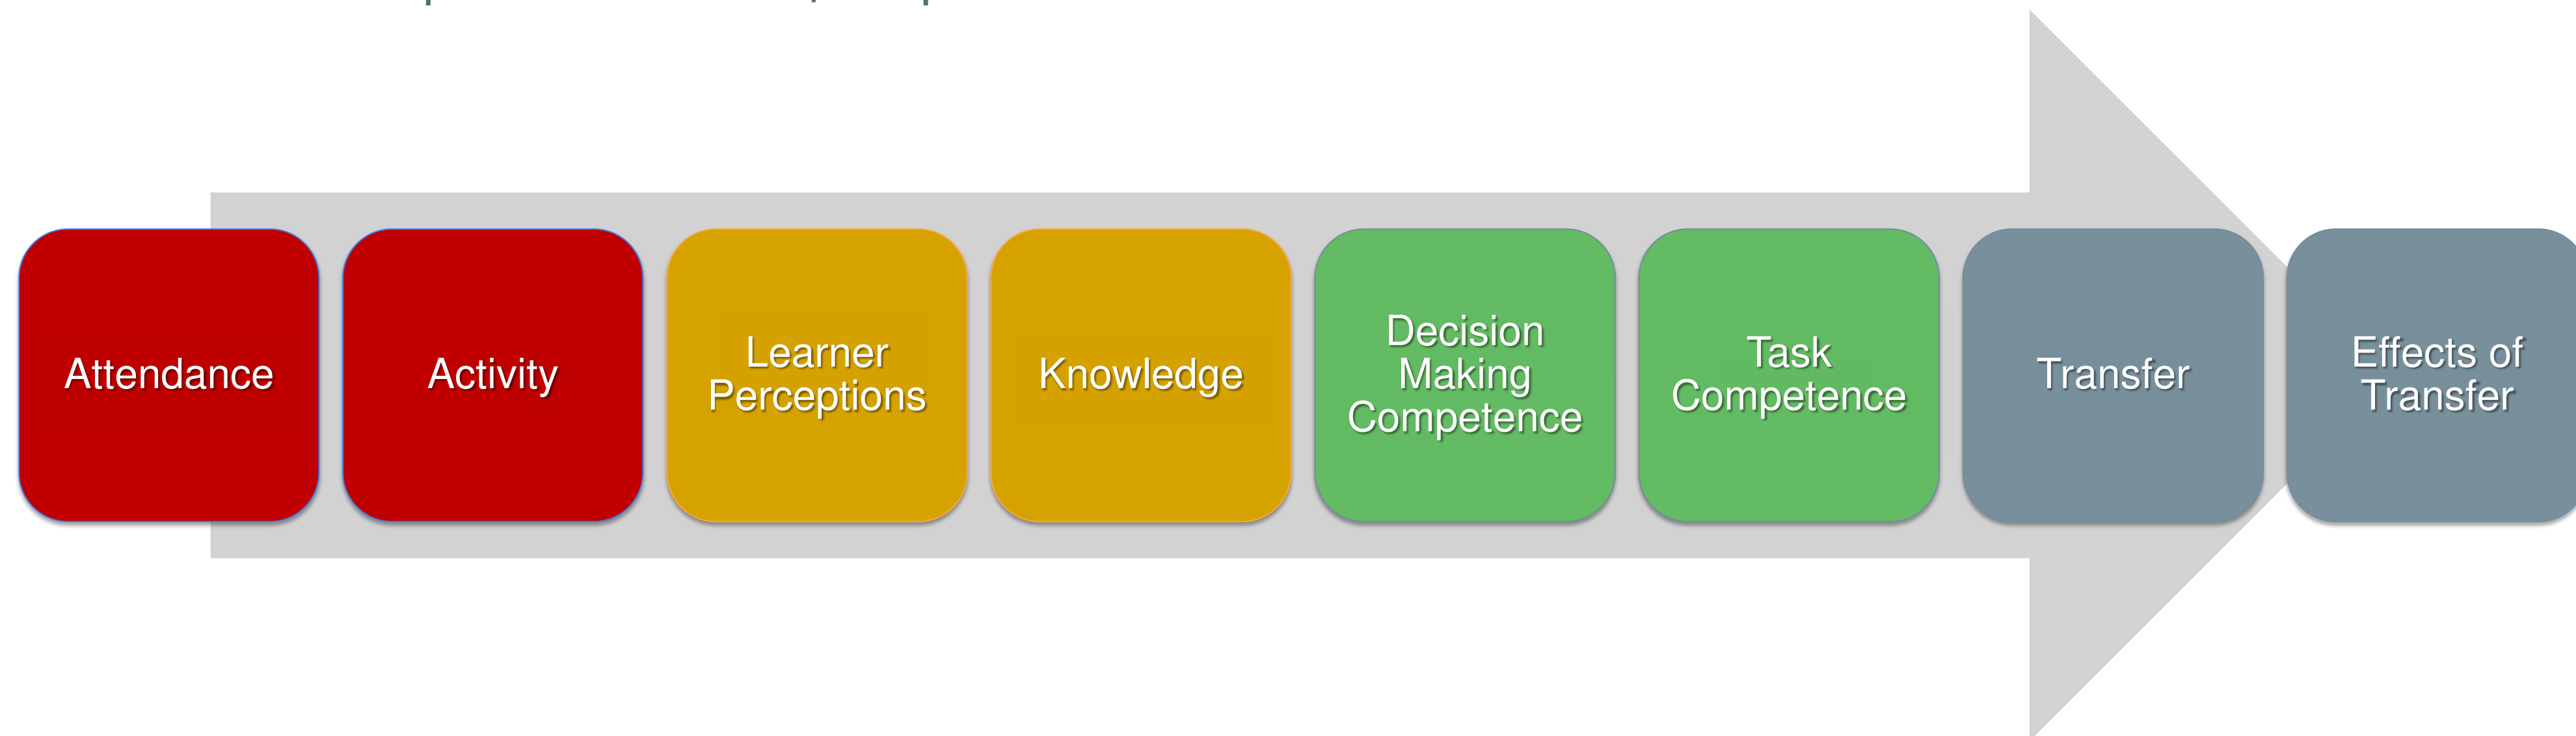 Attendance
Activity
Learner
Perceptions
Knowledge
Decision
Making
Competence
Task
Competence
Transfer
Effects of
Transfer